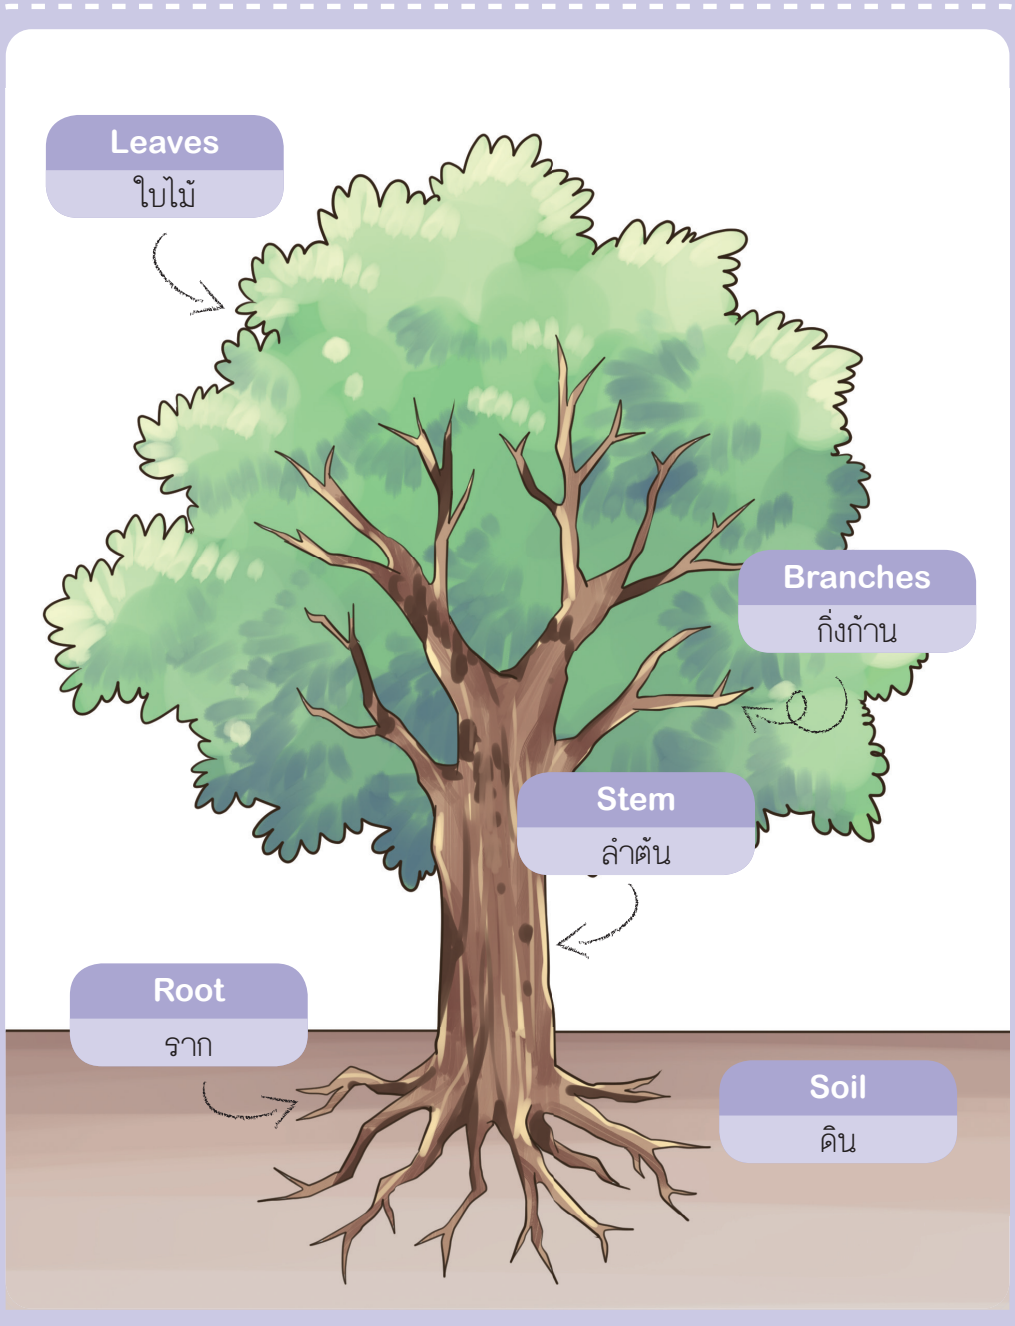 Leaves
ใบไม้
Branches
กิ่งก้าน
Stem
ลำต้น
Root
ราก
Soil
ดิน